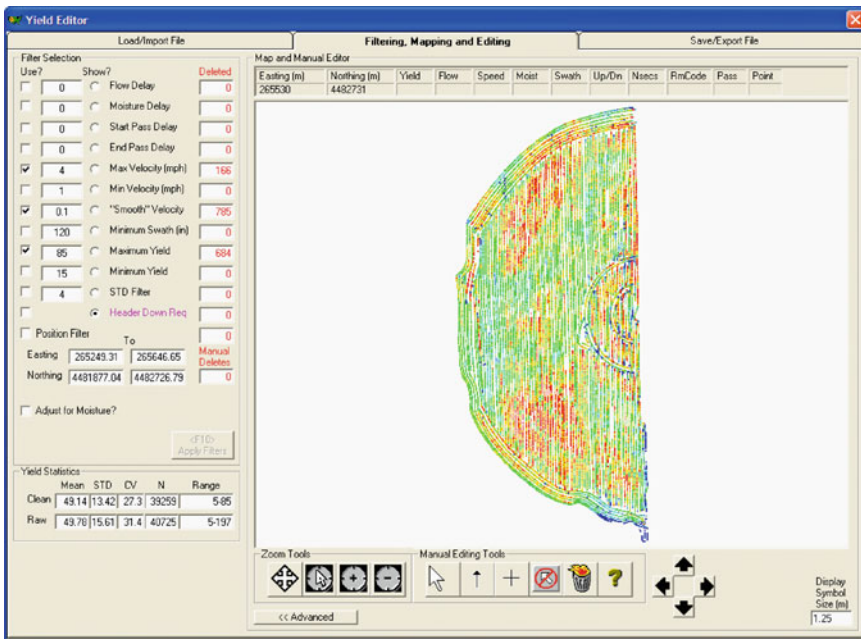 Yield Editor
Load/Import File
Filtering, Mapping and Editing
Save/Export File
Filter Selection
Use? Show? Deleted
0 Flow Delay 0
0 Moisture Delay 0
0 Start Pass Delay 0
0 End Pass Delay 0
4 Max Velocity (mph) 166
1 Min Velocity (mph) 0
0.1 "Smooth" Velocity 785
120 Minimum Swath (in) 0
85 Maximum Yield 684
15 Minimum Yield 0
4 STD Filter 0
Header Down Req 0
Position Filter 0
To
Easting 265249.31 265646.65 Manual Deletes
Northing 4481877.04 4482726.79 0
Adjust for Moisture?
<F10>
Apply Filters
Yield Statistics
Mean STD CV N Range
Clean 49.14 13.42 27.3 39259 5-85
Raw 49.78 15.61 31.4 40725 5-197
Map and Manual Editor
Easting (m) Northing (m) Yield Flow Speed Moist Swath Up/Dn Nsecs RmCode Pass Point
265530 4482731
Zoom Tools
Manual Editing Tools
?
<< Advanced
Display
Symbol
Size (m)
1.25